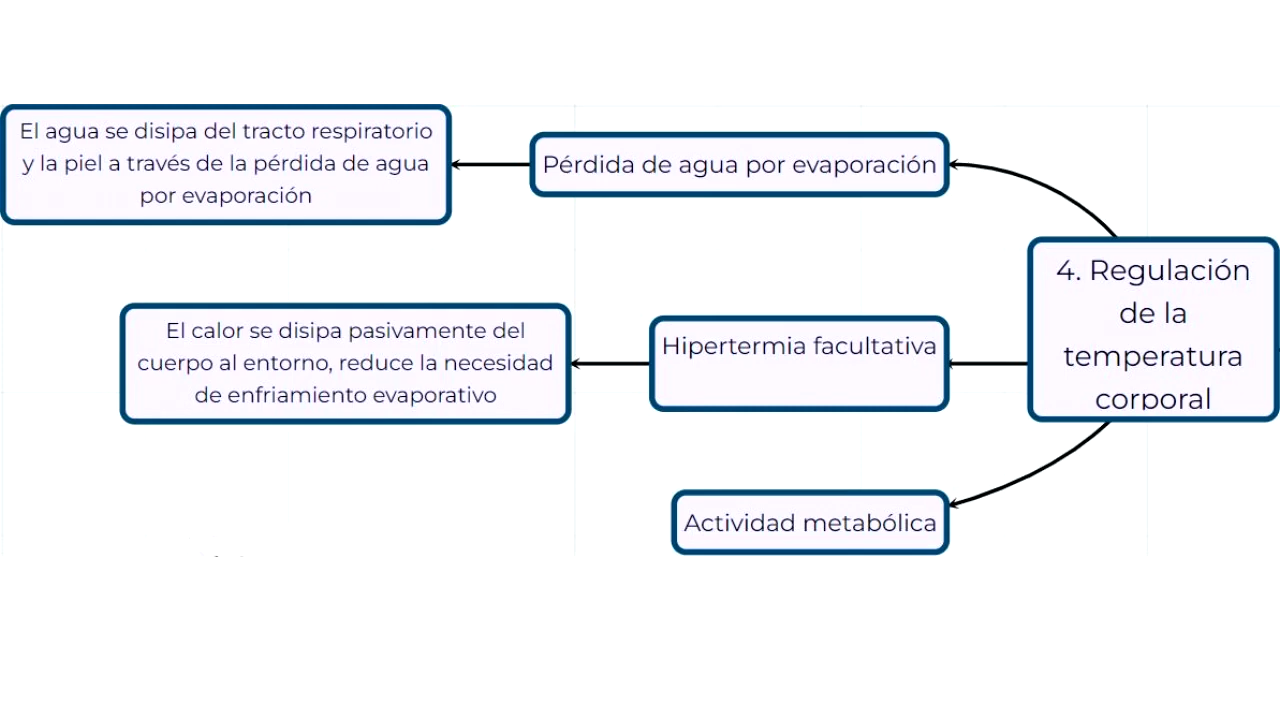 El agua se disipa del tracto respiratorio
y la piel a través de la pérdida de agua
por evaporación
Pérdida de agua por evaporación
4. Regulación
de la
temperatura
corporal
El calor se disipa pasivamente del
cuerpo al entorno, reduce la necesidad
de enfriamiento evaporativo
Hipertermia facultativa
Actividad metabólica